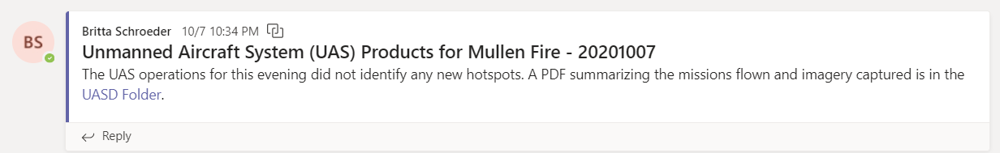 BS
Britta Schroeder 10/7 10:34 PM
Unmanned Aircraft System (UAS) Products for Mullen Fire - 20201007
The UAS operations for this evening did not identify any new hotspots. A PDF summarizing the missions flown and imagery captured is in the
UASD Folder.
Reply